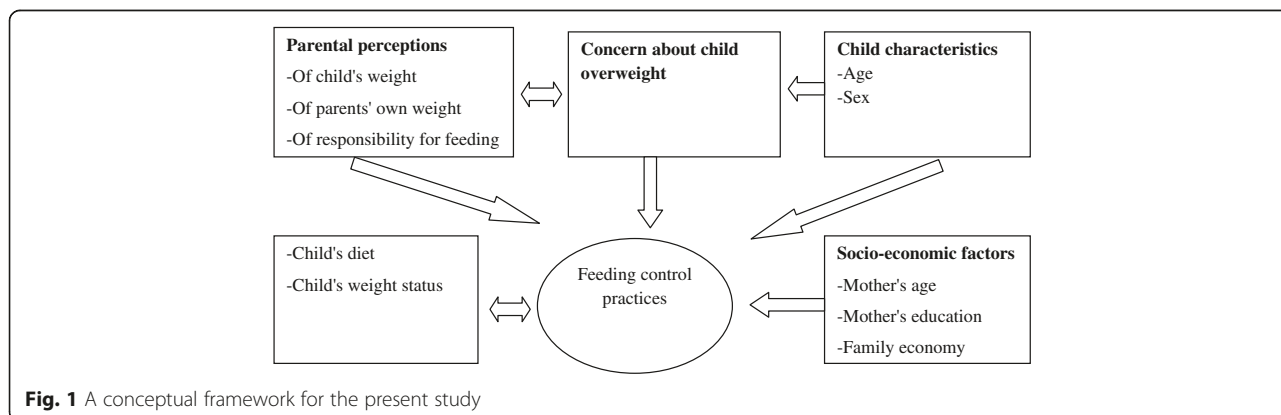 Parental perceptions
-Of child's weight
-Of parents' own weight
-Of responsibility for feeding
Concern about child
overweight
Child characteristics
-Age
-Sex
-Child's diet
-Child's weight status
Feeding control
practices
Socio-economic factors
-Mother's age
-Mother's education
-Family economy
Fig. 1 A conceptual framework for the present study